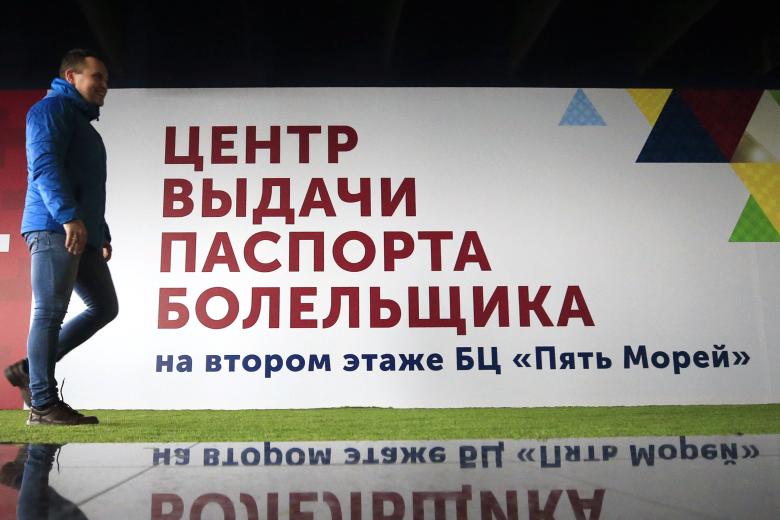 ЦЕНТР
ВЫДАЧИ
ПАСПОРТА
БОЛЕЛЬЩИКА
на втором этаже БЦ «Пять Морей»